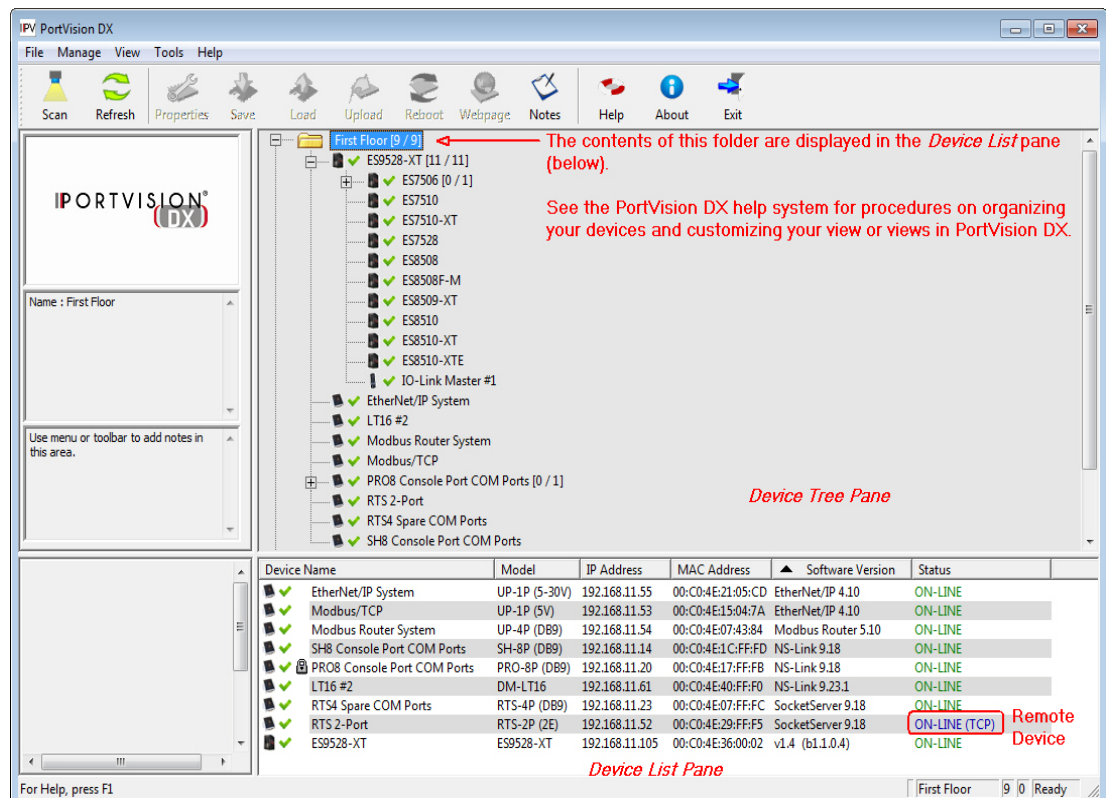 IPV PortVision DX
File Manage View Tools Help
Scan Refresh Properties Save Load Upload Reboot Webpage Notes Help About Exit
PORTVISION®
(DX)
Name : First Floor
Use menu or toolbar to add notes in
this area.
First Floor [9 / 9]
The contents of this folder are displayed in the Device List pane
(below).
See the PortVision DX help system for procedures on organizing
your devices and customizing your view or views in PortVision DX.
ES9528-XT [11 / 11]
ES7506 [0 / 1]
ES7510
ES7510-XT
ES7528
ES8508
ES8508F-M
ES8509-XT
ES8510
ES8510-XT
ES8510-XTE
IO-Link Master #1
EtherNet/IP System
LT16 #2
Modbus Router System
Modbus/TCP
PRO8 Console Port COM Ports [0 / 1]
RTS 2-Port
RTS4 Spare COM Ports
SH8 Console Port COM Ports
Device Tree Pane
Device Name Model IP Address MAC Address Software Version Status
EtherNet/IP System UP-1P (5-30V) 192.168.11.55 00:C0:4E:21:05:CD EtherNet/IP 4.10 ON-LINE
Modbus/TCP UP-1P (5V) 192.168.11.53 00:C0:4E:15:04:7A EtherNet/IP 4.10 ON-LINE
Modbus Router System UP-4P (DB9) 192.168.11.54 00:C0:4E:07:43:84 Modbus Router 5.10 ON-LINE
SH8 Console Port COM Ports SH-8P (DB9) 192.168.11.14 00:C0:4E:1C:FF:FD NS-Link 9.18 ON-LINE
PRO8 Console Port COM Ports PRO-8P (DB9) 192.168.11.20 00:C0:4E:17:FF:FB NS-Link 9.18 ON-LINE
LT16 #2 DM-LT16 192.168.11.61 00:C0:4E:40:FF:F0 NS-Link 9.23.1 ON-LINE
RTS4 Spare COM Ports RTS-4P (DB9) 192.168.11.23 00:C0:4E:07:FF:FC SocketServer 9.18 ON-LINE
RTS 2-Port RTS-2P (2E) 192.168.11.52 00:C0:4E:29:FF:F5 SocketServer 9.18 ON-LINE (TCP)
ES9528-XT ES9528-XT 192.168.11.105 00:C0:4E:36:00:02 v1.4 (b1.1.0.4) ON-LINE
Remote
Device
Device List Pane
For Help, press F1
First Floor 9 0 Ready